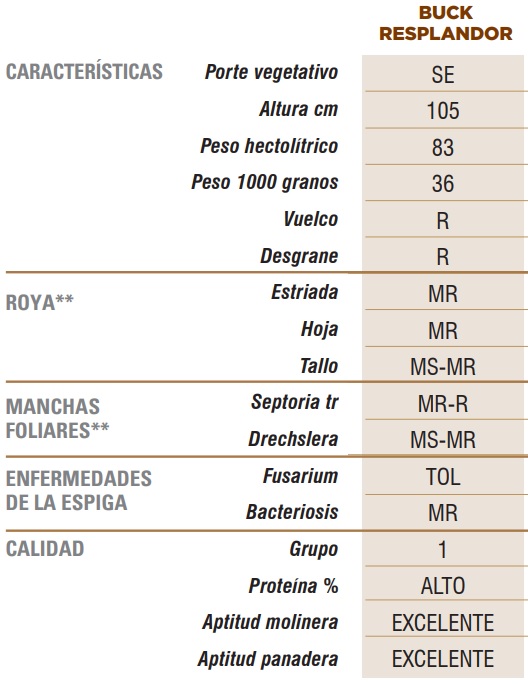 BUCK
RESPLANDOR
CARACTERÍSTICAS Porte vegetativo SE
Altura cm 105
Peso hectolítrico 83
Peso 1000 granos 36
Vuelco R
Desgrane R
ROYA** Estriada MR
Hoja MR
Tallo MS-MR
MANCHAS
FOLIARES** Septoria tr MR-R
Drechslera MS-MR
ENFERMEDADES
DE LA ESPIGA Fusarium TOL
Bacteriosis MR
CALIDAD Grupo 1
Proteína % ALTO
Aptitud molinera EXCELENTE
Aptitud panadera EXCELENTE